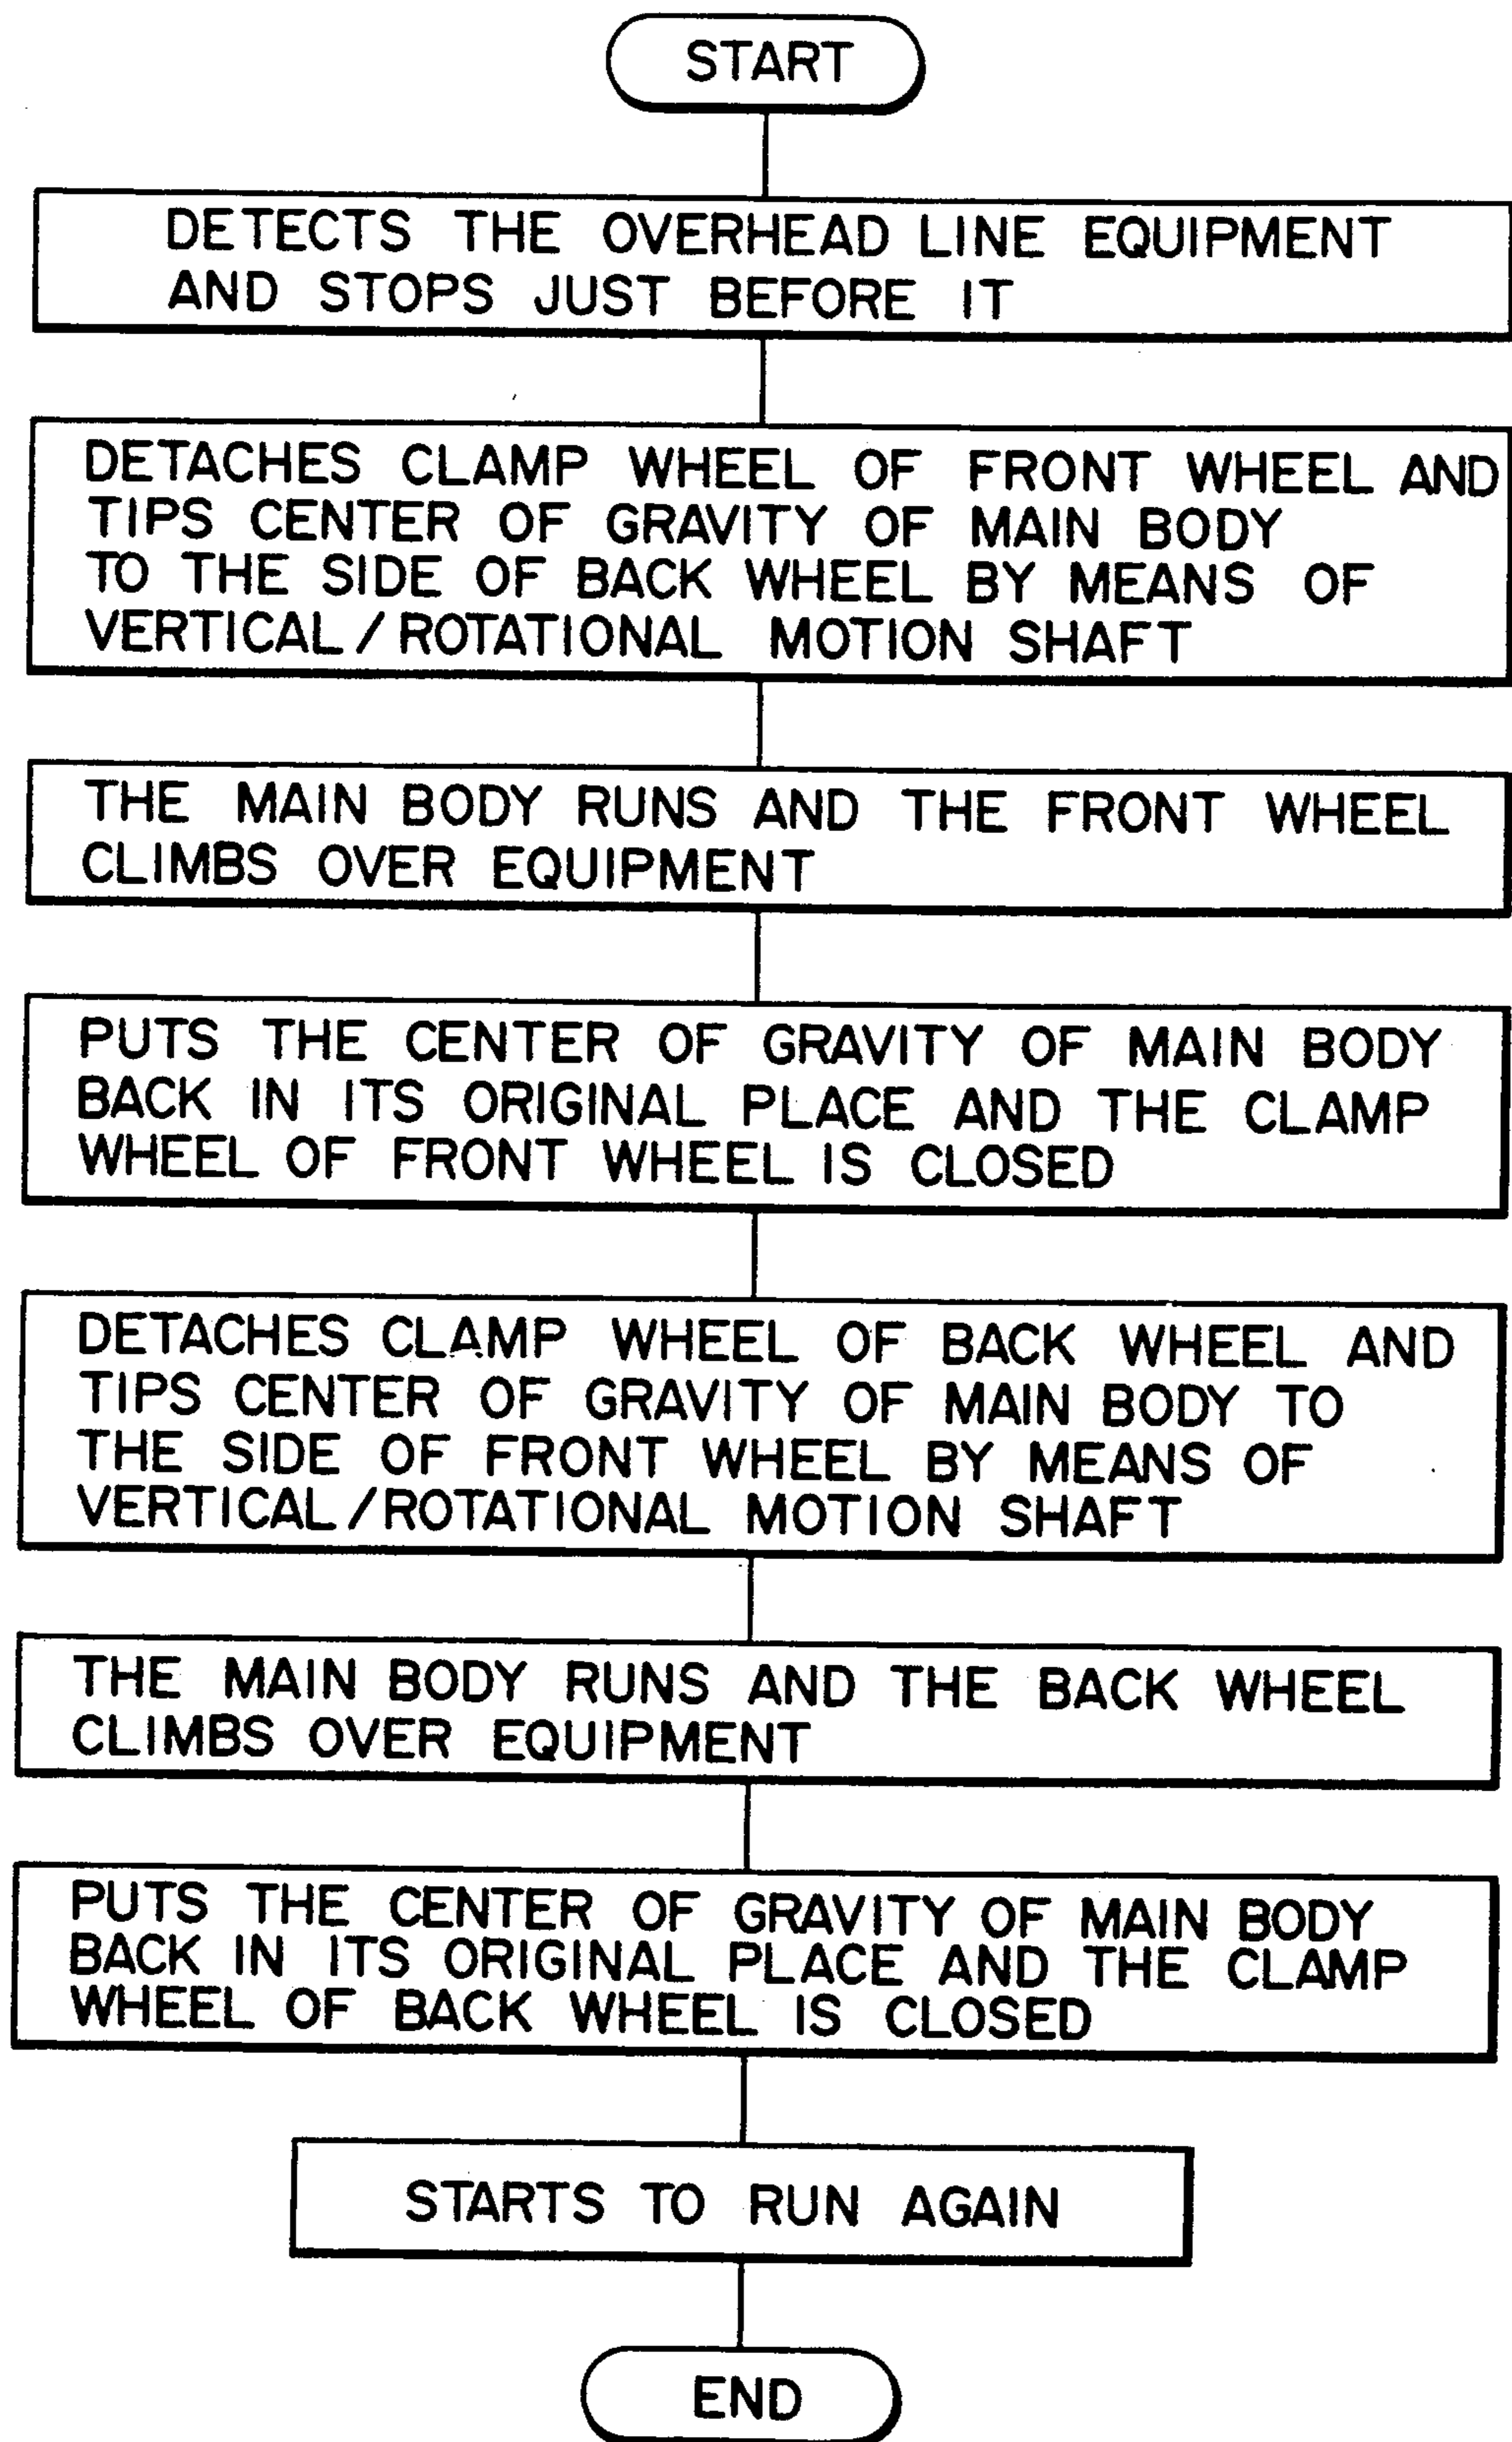 START
DETECTS THE OVERHEAD LINE EQUIPMENT
AND STOPS JUST BEFORE IT
DETACHES CLAMP WHEEL OF FRONT WHEEL AND
TIPS CENTER OF GRAVITY OF MAIN BODY
TO THE SIDE OF BACK WHEEL BY MEANS OF
VERTICAL/ROTATIONAL MOTION SHAFT
THE MAIN BODY RUNS AND THE FRONT WHEEL
CLIMBS OVER EQUIPMENT
PUTS THE CENTER OF GRAVITY OF MAIN BODY
BACK IN ITS ORIGINAL PLACE AND THE CLAMP
WHEEL OF FRONT WHEEL IS CLOSED
DETACHES CLAMP WHEEL OF BACK WHEEL AND
TIPS CENTER OF GRAVITY OF MAIN BODY TO
THE SIDE OF FRONT WHEEL BY MEANS OF
VERTICAL/ROTATIONAL MOTION SHAFT
THE MAIN BODY RUNS AND THE BACK WHEEL
CLIMBS OVER EQUIPMENT
PUTS THE CENTER OF GRAVITY OF MAIN BODY
BACK IN ITS ORIGINAL PLACE AND THE CLAMP
WHEEL OF BACK WHEEL IS CLOSED
STARTS TO RUN AGAIN
END